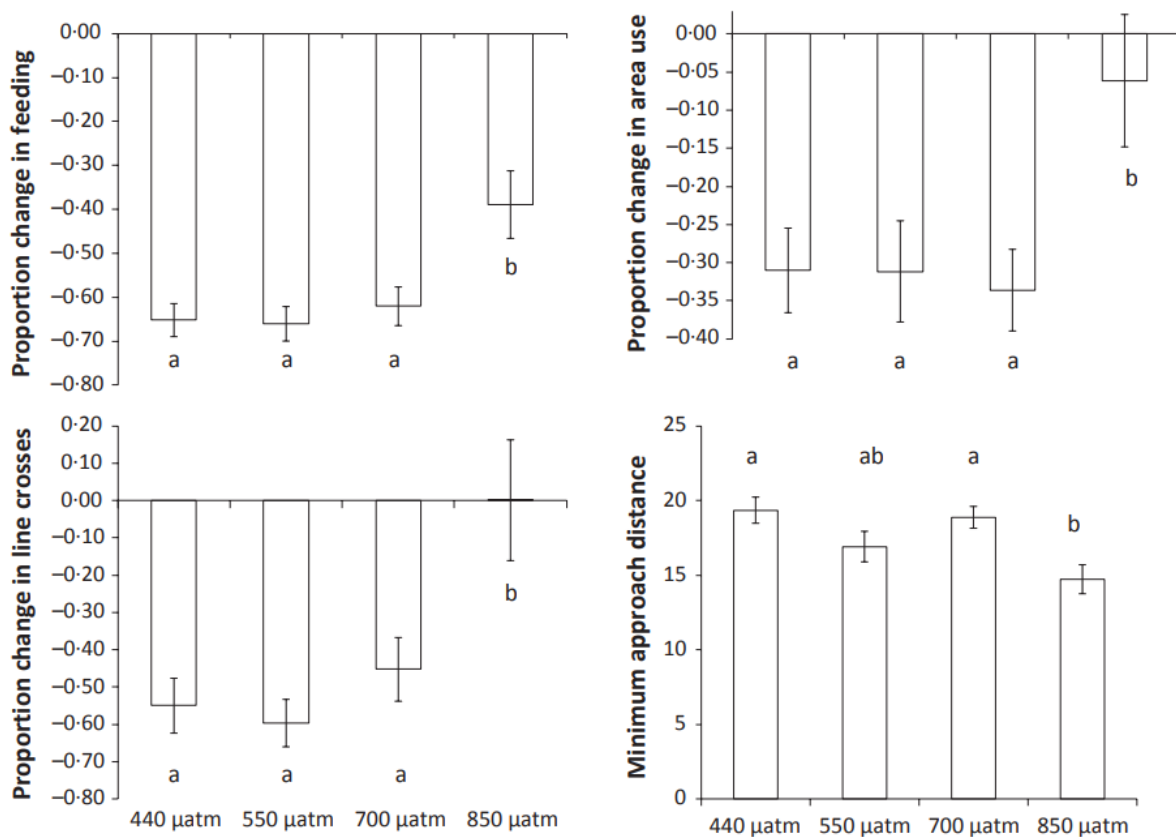 Proportion change in feeding
0·00
−0·10
−0·20
−0·30
−0·40
−0·50
−0·60
−0·70
−0·80
a
a
a
b
Proportion change in area use
0·00
−0·05
−0·10
−0·15
−0·20
−0·25
−0·30
−0·35
−0·40
a
a
a
b
Proportion change in line crosses
0·20
0·10
0·00
−0·10
−0·20
−0·30
−0·40
−0·50
−0·60
−0·70
−0·80
a
a
a
b
440 µatm 550 µatm 700 µatm 850 µatm
Minimum approach distance
25
20
15
10
5
0
a
ab
a
b
440 µatm 550 µatm 700 µatm 850 µatm